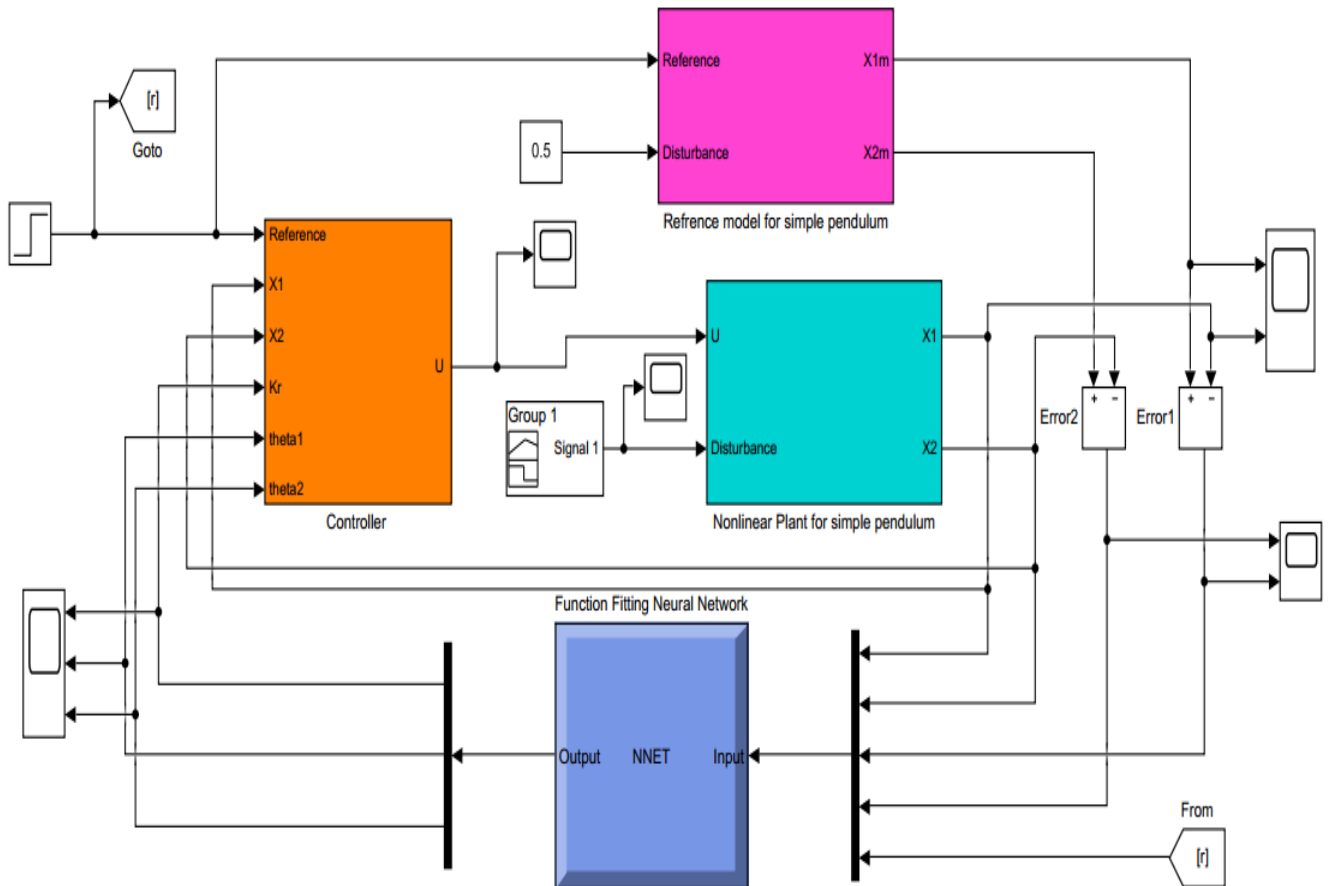 Reference
X1m
[r]
Goto
0.5
Disturbance
X2m
Refrence model for simple pendulum
Reference
X1
X2
Kr
theta1
theta2
U
Controller
U
X1
Group 1
Signal 1
Disturbance
X2
Nonlinear Plant for simple pendulum
+ −
Error2
+ −
Error1
Function Fitting Neural Network
Output
NNET
Input
From
[r]